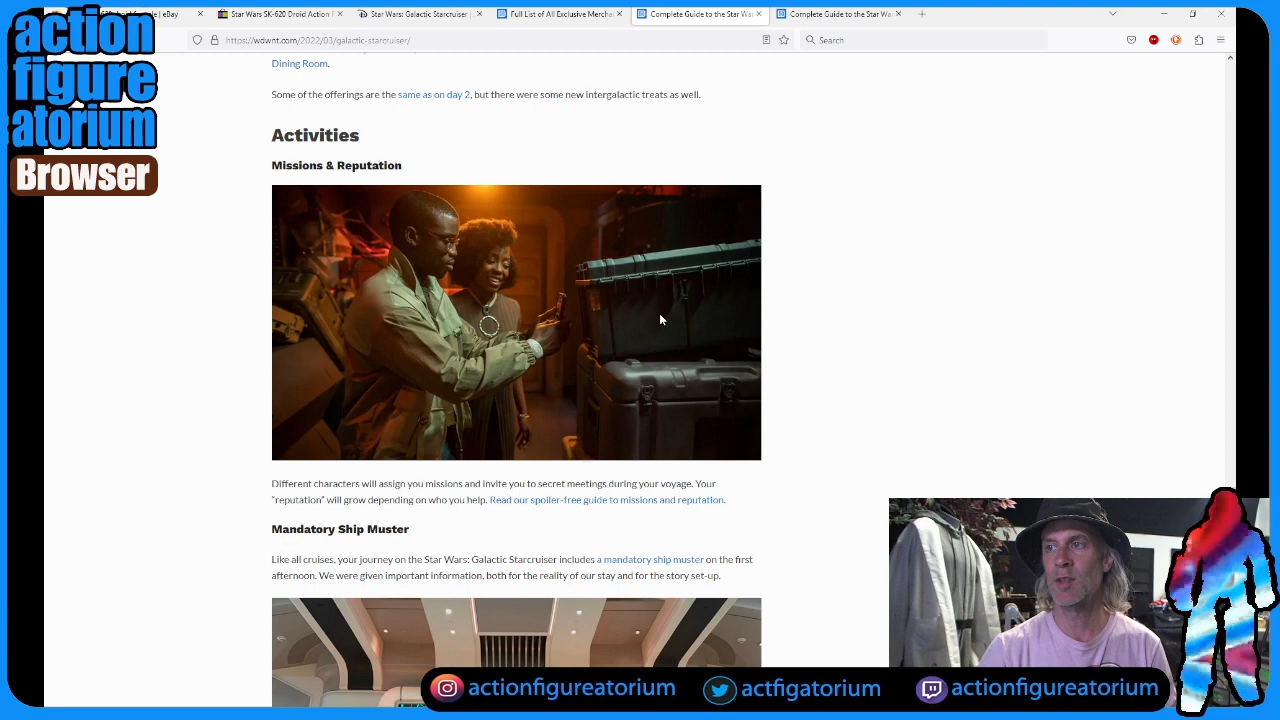 action
figure
atorium
Browser
| eBay
Star Wars SK-620 Droid Action F
Star Wars: Galactic Starcruiser |
Full List of All Exclusive Mercha
Complete Guide to the Star Wa
Complete Guide to the Star Wa
https://wdwnt.com/2022/03/galactic-starcruiser/
Search
Dining Room.
Some of the offerings are the same as on day 2, but there were some new intergalactic treats as well.
Activities
Missions & Reputation
Different characters will assign you missions and invite you to secret meetings during your voyage. Your
“reputation” will grow depending on who you help. Read our spoiler-free guide to missions and reputation.
Mandatory Ship Muster
Like all cruises, your journey on the Star Wars: Galactic Starcruiser includes a mandatory ship muster on the first
afternoon. We were given important information, both for the reality of our stay and for the story set-up.
actionfigureatorium
actfigatorium
actionfigureatorium